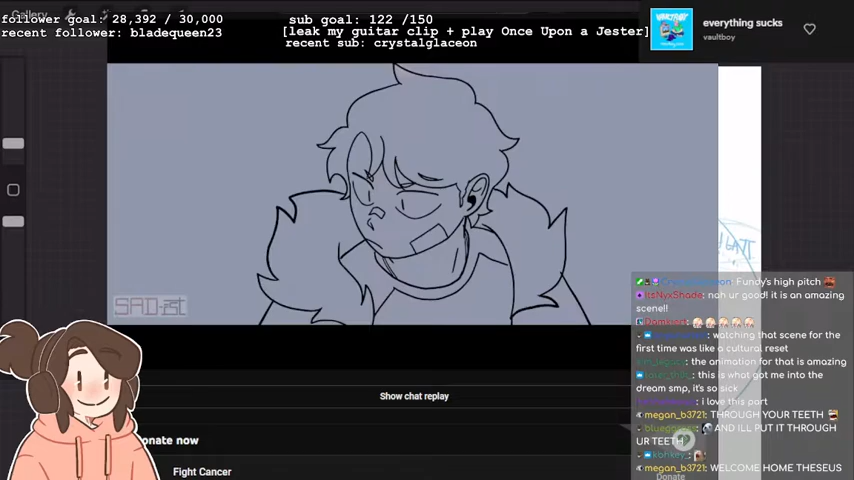 Gallery
follower goal: 28,392 / 30,000
recent follower: bladequeen23
sub goal: 122 /150
[leak my guitar clip + play Once Upon a Jester]
recent sub: crystalglaceon
everything sucks
vaultboy
SAD-ist
Show chat replay
Donate now
Fight Cancer
Donate
Fundy's high pitch
ItsNyxShade: nah ur good! it is an amazing
scene!!
watching that scene for the
first time was like a cultural reset
the animation for that is amazing
this is what got me into the
dream smp, it's so sick
i love this part
megan_b3721: THROUGH YOUR TEETH
AND ILL PUT IT THROUGH
UR TEETH
megan_b3721: WELCOME HOME THESEUS